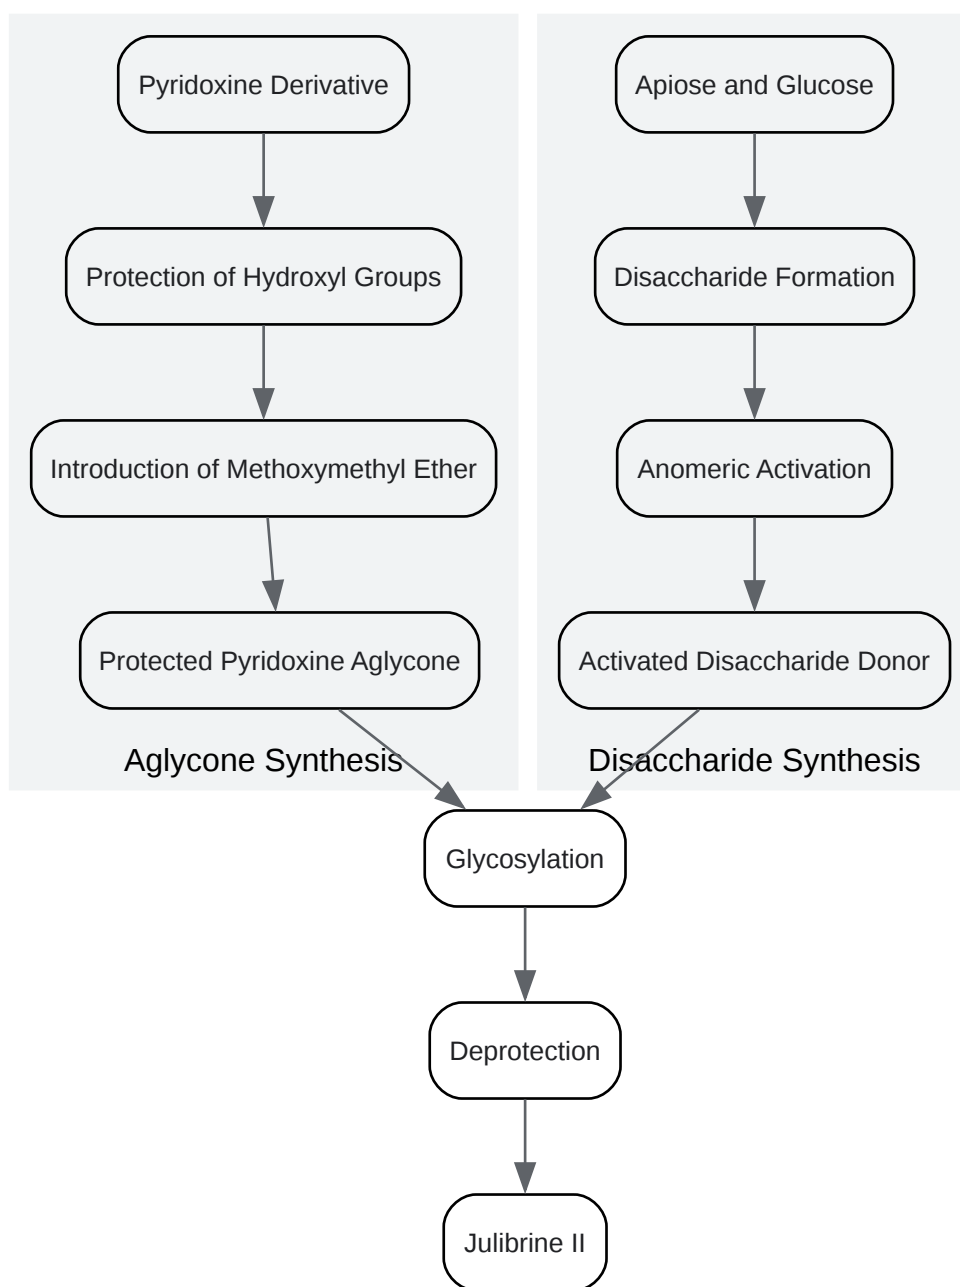 Pyridoxine Derivative
Protection of Hydroxyl Groups
Introduction of Methoxymethyl Ether
Protected Pyridoxine Aglycone
Aglycone Synthesis
Apiose and Glucose
Disaccharide Formation
Anomeric Activation
Activated Disaccharide Donor
Disaccharide Synthesis
Glycosylation
Deprotection
Julibrine II